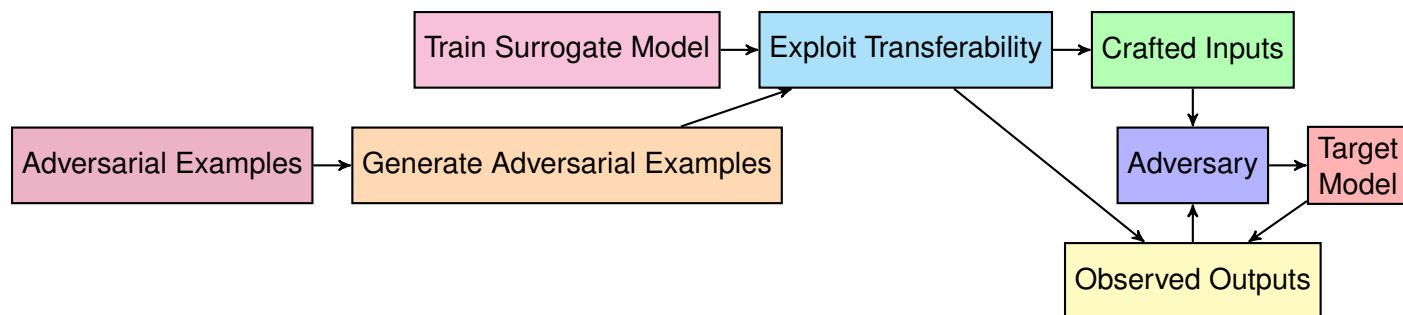 Train Surrogate Model
Exploit Transferability
Crafted Inputs
Adversarial Examples
Generate Adversarial Examples
Adversary
Target
Model
Observed Outputs